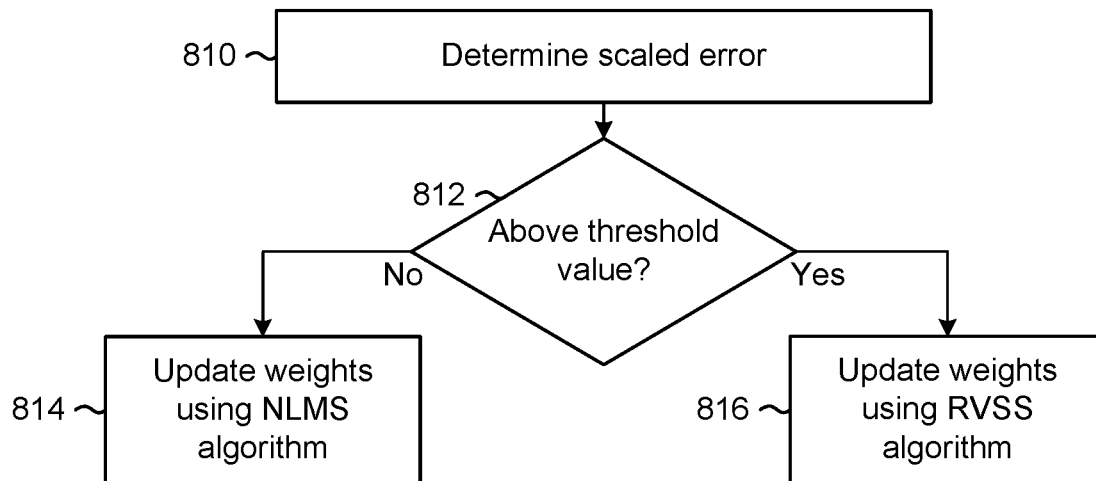 810
Determine scaled error
812
Above threshold
value?
No
Yes
814
Update weights
using NLMS
algorithm
816
Update weights
using RVSS
algorithm